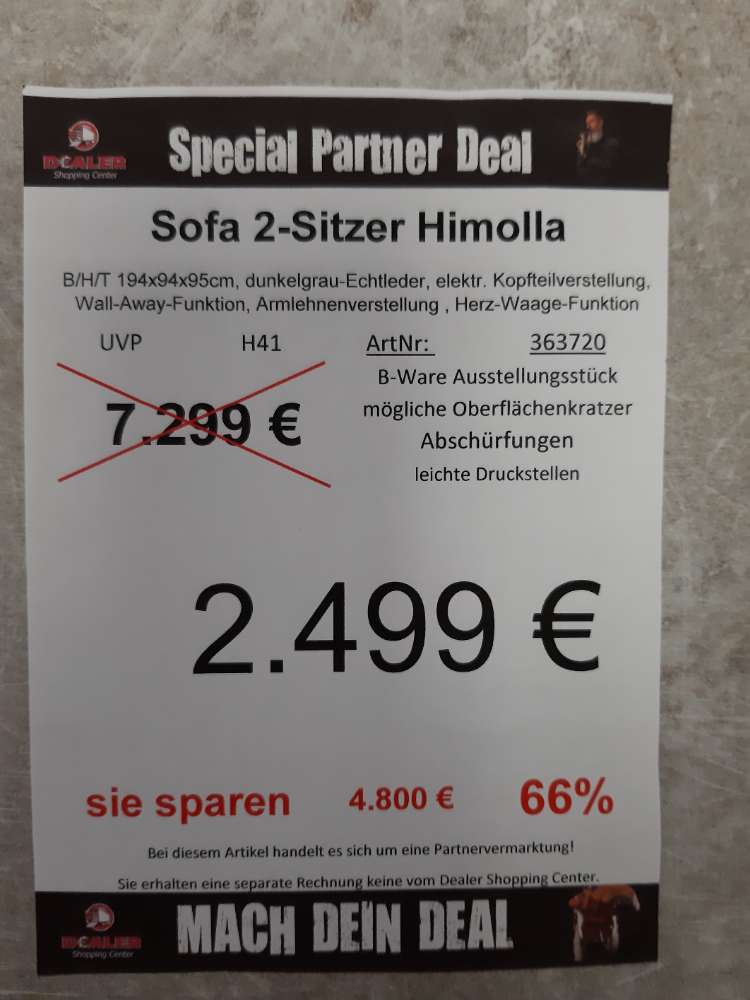 DEALER
Shopping Center
Special Partner Deal
Sofa 2-Sitzer Himolla
B/H/T 194x94x95cm, dunkelgrau-Echtleder, elektr. Kopfteilverstellung,
Wall-Away-Funktion, Armlehnenverstellung , Herz-Waage-Funktion
UVP H41 ArtNr: 363720
B-Ware Ausstellungsstück
7.299 €
mögliche Oberflächenkratzer
Abschürfungen
leichte Druckstellen
2.499 €
sie sparen 4.800 € 66%
Bei diesem Artikel handelt es sich um eine Partnervermarktung!
Sie erhalten eine separate Rechnung keine vom Dealer Shopping Center.
DEALER
Shopping Center
MACH DEIN DEAL